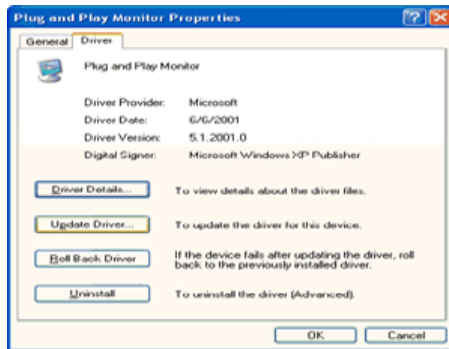 Plug and Play Monitor Properties
General Driver
Plug and Play Monitor
Driver Provider: Microsoft
Driver Date: 6/6/2001
Driver Version: 5.1.2001.0
Digital Signer: Microsoft Windows XP Publisher
Driver Details... To view details about the driver files.
Update Driver... To update the driver for this device.
Roll Back Driver If the device fails after updating the driver, roll
back to the previously installed driver.
Uninstall To uninstall the driver (Advanced).
OK Cancel